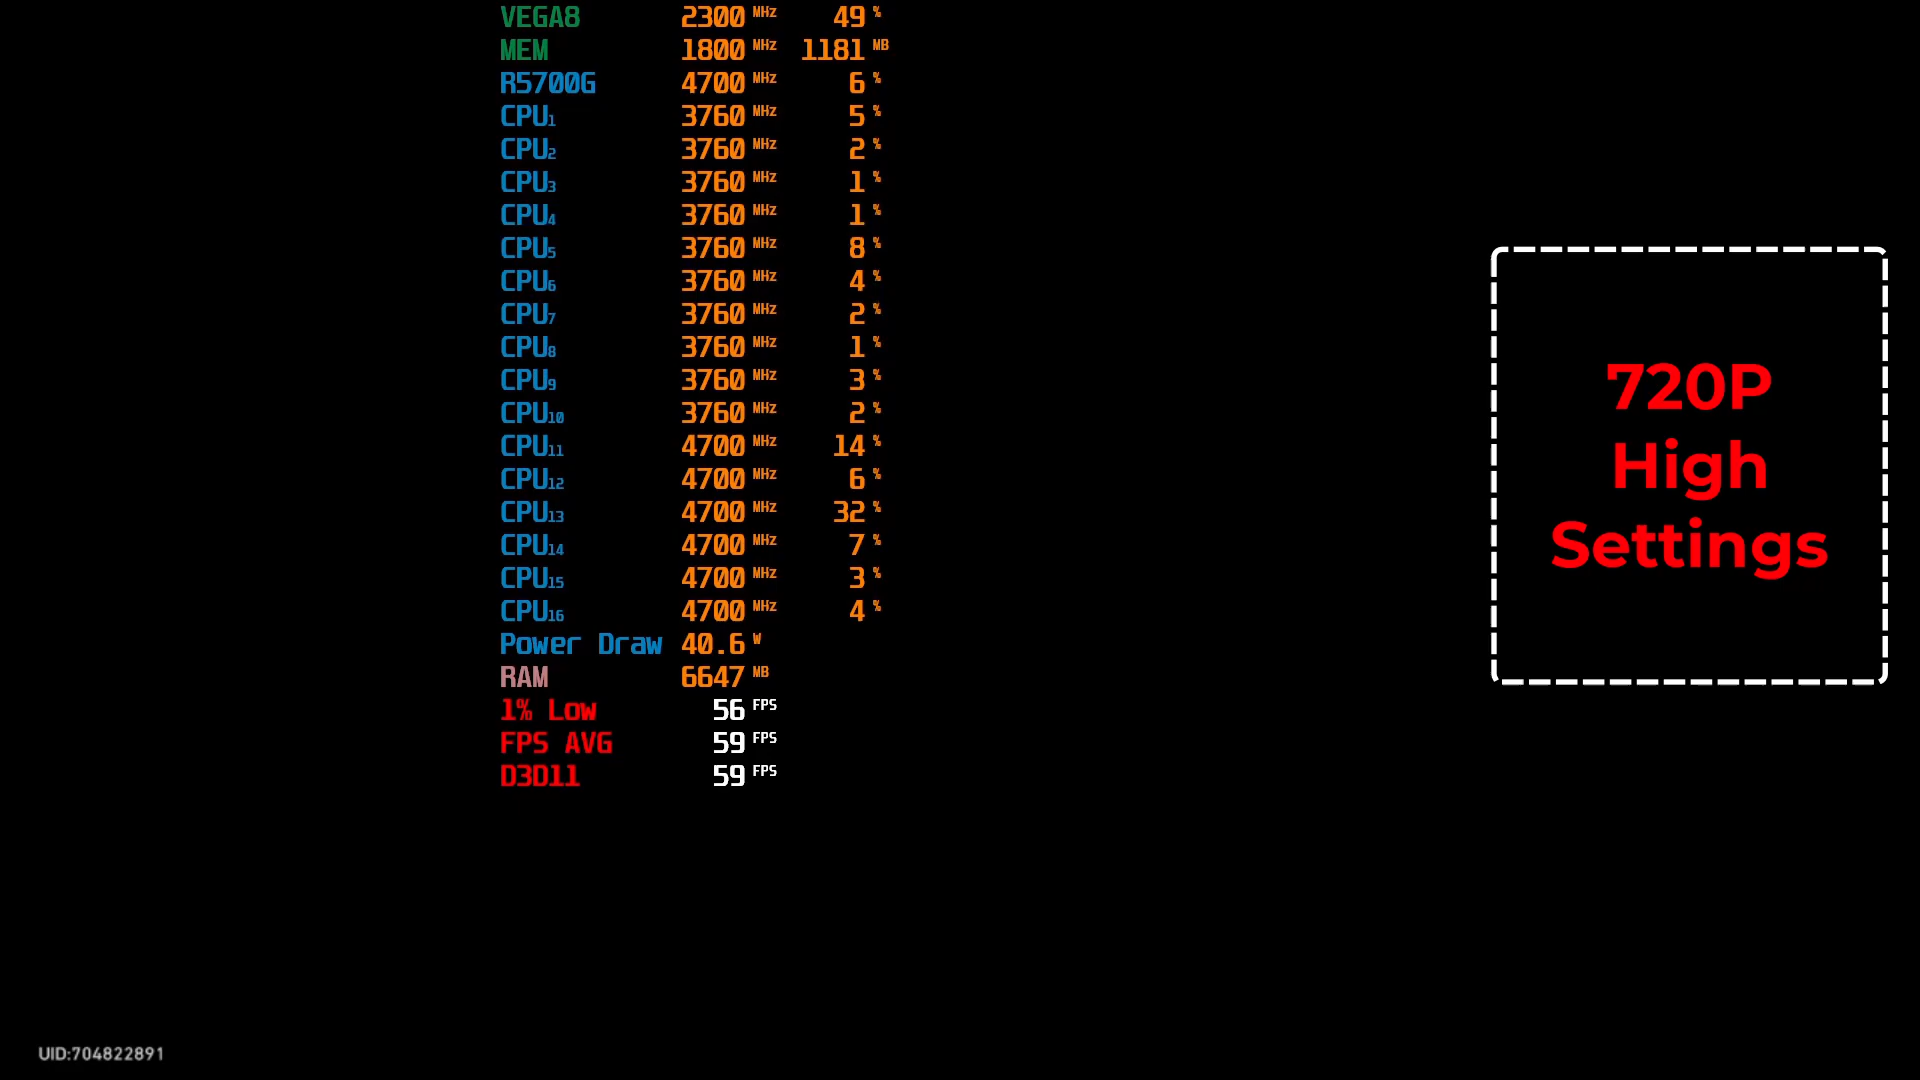 VEGA8 2300 MHz 49 %
MEM 1800 MHz 1181 MB
R5700G 4700 MHz 6 %
CPU1 3760 MHz 5 %
CPU2 3760 MHz 2 %
CPU3 3760 MHz 1 %
CPU4 3760 MHz 1 %
CPU5 3760 MHz 8 %
CPU6 3760 MHz 4 %
CPU7 3760 MHz 2 %
CPU8 3760 MHz 1 %
CPU9 3760 MHz 3 %
CPU10 3760 MHz 2 %
CPU11 4700 MHz 14 %
CPU12 4700 MHz 6 %
CPU13 4700 MHz 32 %
CPU14 4700 MHz 7 %
CPU15 4700 MHz 3 %
CPU16 4700 MHz 4 %
Power Draw 40.6 W
RAM 6647 MB
1% Low 56 FPS
FPS AVG 59 FPS
D3D11 59 FPS
720P
High
Settings
UID:704822891